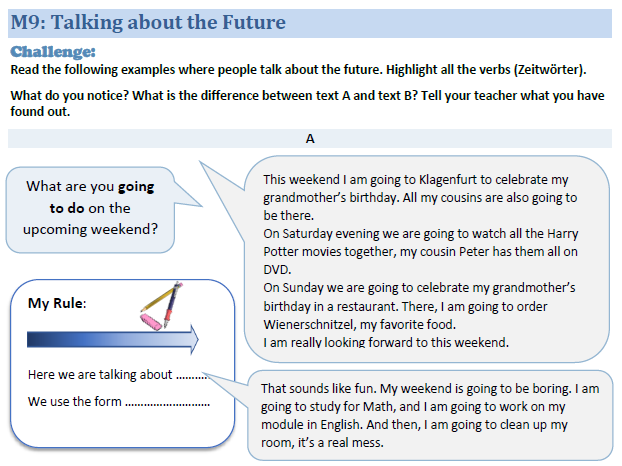 M9: Talking about the Future
Challenge:
Read the following examples where people talk about the future. Highlight all the verbs (Zeitwörter).
What do you notice? What is the difference between text A and text B? Tell your teacher what you have
found out.
A
What are you going
to do on the
upcoming weekend?
This weekend I am going to Klagenfurt to celebrate my
grandmother's birthday. All my cousins are also going to
be there.
On Saturday evening we are going to watch all the Harry
Potter movies together, my cousin Peter has them all on
DVD.
On Sunday we are going to celebrate my grandmother's
birthday in a restaurant. There, I am going to order
Wienerschnitzel, my favorite food.
I am really looking forward to this weekend.
My Rule:
Here we are talking about ..........
We use the form ...........................
That sounds like fun. My weekend is going to be boring. I am
going to study for Math, and I am going to work on my
module in English. And then, I am going to clean up my
room, it's a real mess.